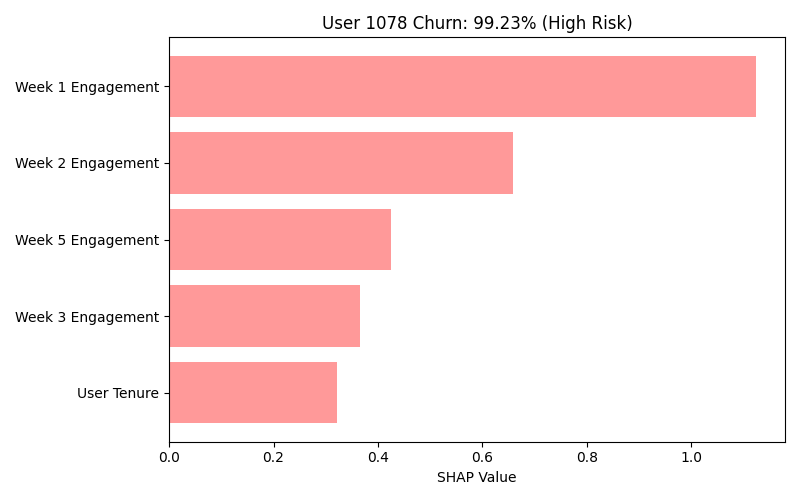 User 1078 Churn: 99.23% (High Risk)
Week 1 Engagement
Week 2 Engagement
Week 5 Engagement
Week 3 Engagement
User Tenure
0.0 0.2 0.4 0.6 0.8 1.0
SHAP Value